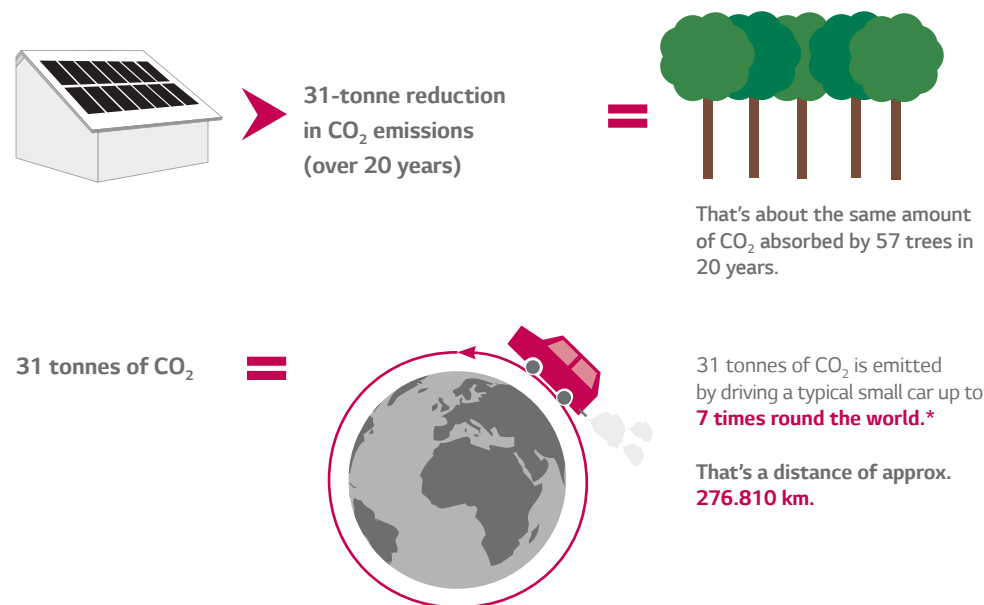 31-tonne reduction
in CO₂ emissions
(over 20 years)
That's about the same amount
of CO₂ absorbed by 57 trees in
20 years.
31 tonnes of CO₂
31 tonnes of CO₂ is emitted
by driving a typical small car up to
7 times round the world.*
That's a distance of approx.
276.810 km.